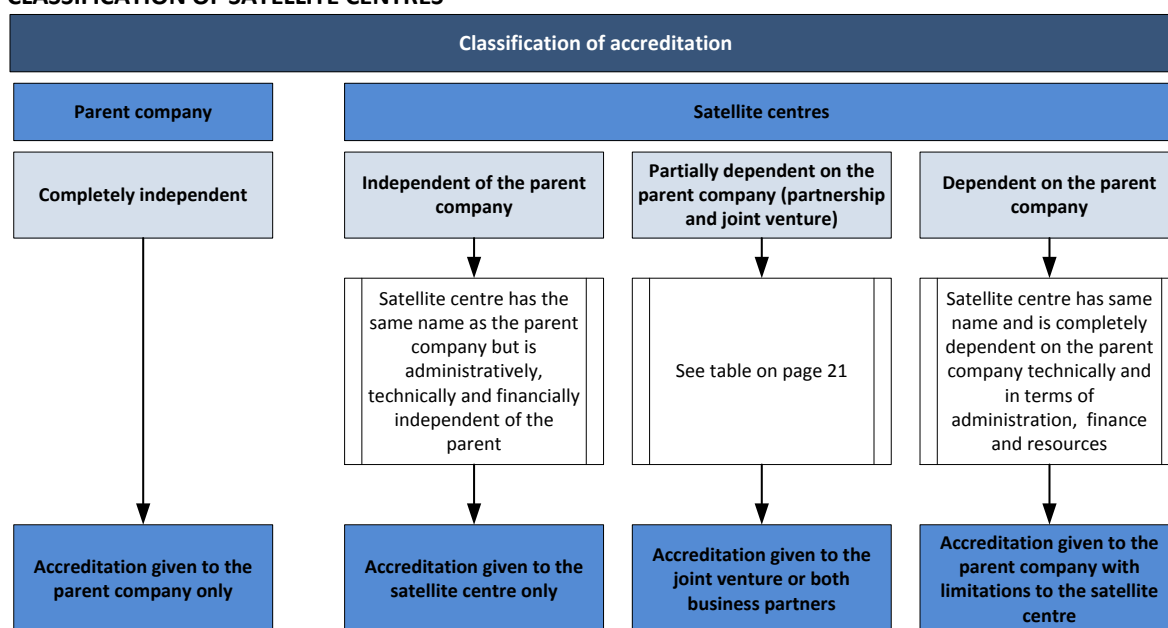 CLASSIFICATION OF SATELLITE CENTRES
Classification of accreditation
Parent company
Satellite centres
Completely independent
Independent of the parent
company
Partially dependent on the
parent company (partnership
and joint venture)
Dependent on the parent
company
Satellite centre has the
same name as the parent
company but is
administratively,
technically and financially
independent of the
parent
See table on page 21
Satellite centre has same
name and is completely
dependent on the parent
company technically and
in terms of
administration, finance
and resources
Accreditation given to the
parent company only
Accreditation given to the
satellite centre only
Accreditation given to the
joint venture or both
business partners
Accreditation given to the
parent company with
limitations to the satellite
centre